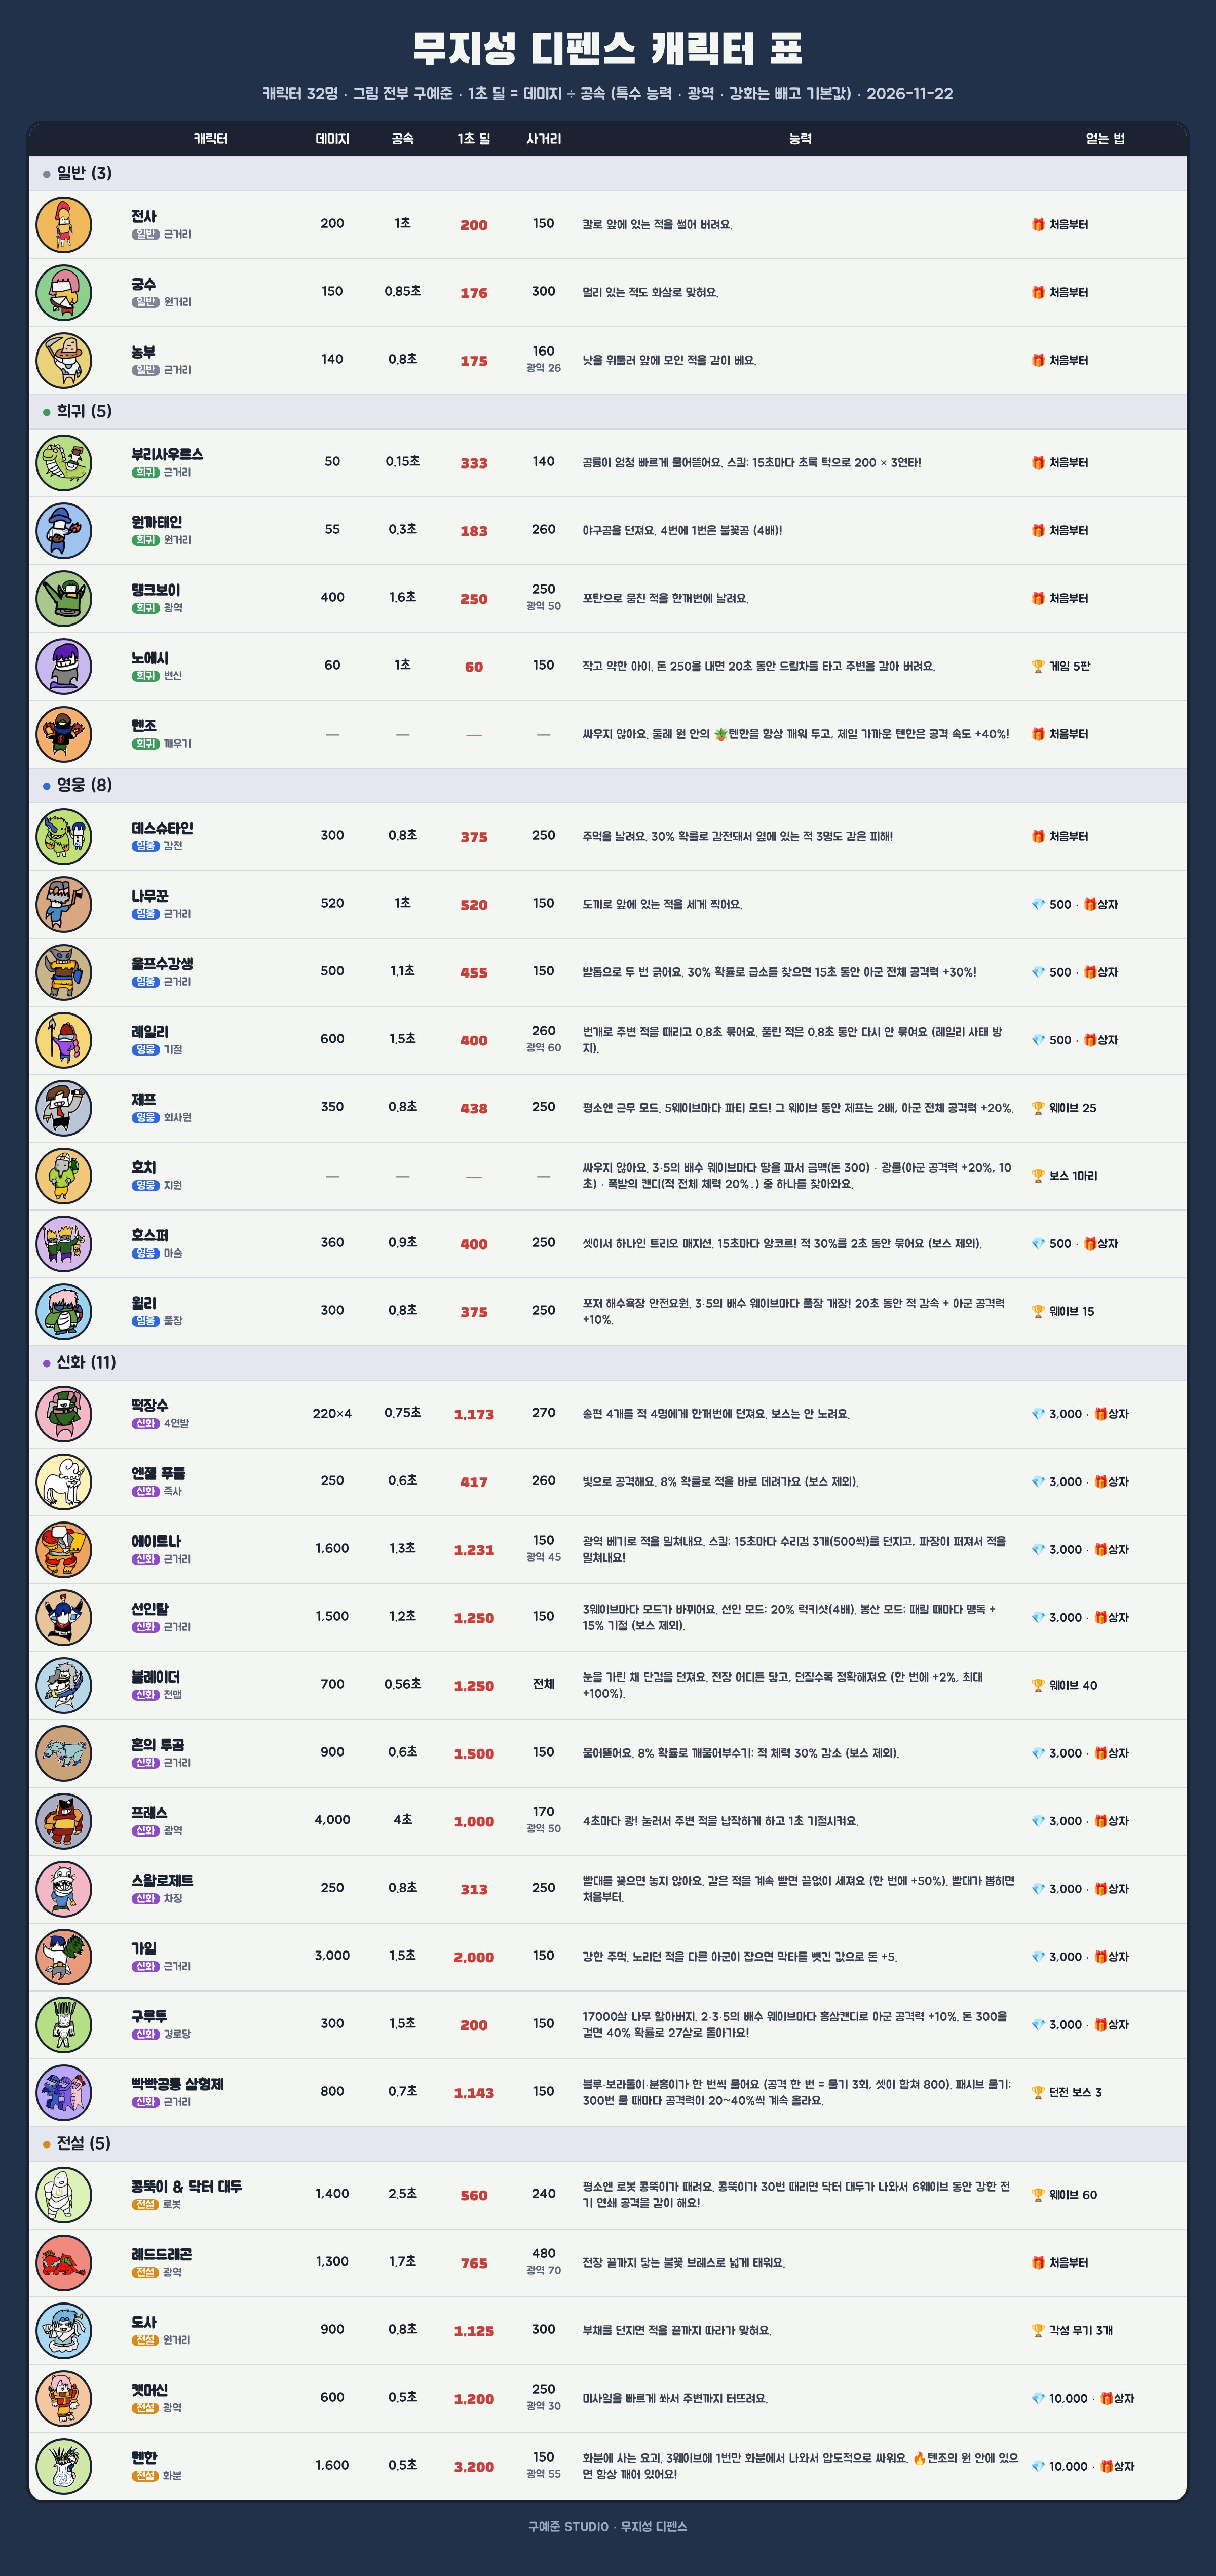 무지성 디펜스 캐릭터 표
캐릭터 32명 · 그림 전부 구예준 · 1초 딜 = 데미지 ÷ 공속 (특수 능력 · 광역 · 강화는 빼고 기본값) · 2026-11-22
캐릭터 데미지 공속 1초 딜 사거리 능력 얻는 법
일반 (3)
전사 200 1초 200 150 칼로 앞에 있는 적을 썰어 버려요. 🎁 처음부터
일반 근거리
궁수 150 0.85초 176 300 멀리 있는 적도 화살로 맞혀요. 🎁 처음부터
일반 원거리
농부 140 0.8초 175 160 낫을 휘둘러 앞에 모인 적을 같이 베요. 🎁 처음부터
일반 근거리 광역 26
희귀 (5)
부리사우르스 50 0.15초 333 140 공룡이 엄청 빠르게 물어뜯어요. 스킬: 15초마다 초록 턱으로 200 × 3연타! 🎁 처음부터
희귀 근거리
원까태인 55 0.3초 183 260 야구공을 던져요. 4번에 1번은 불꽃공 (4배)! 🎁 처음부터
희귀 원거리
탱크보이 400 1.6초 250 250 포탄으로 뭉친 적을 한꺼번에 날려요. 🎁 처음부터
희귀 광역 광역 50
노에시 60 1초 60 150 작고 약한 아이. 돈 250을 내면 20초 동안 드릴차를 타고 주변을 갈아 버려요. 🏆 게임 5판
희귀 변신
텐조 — — — — 싸우지 않아요. 둘레 원 안의 🪴텐한을 항상 깨워 두고, 제일 가까운 텐한은 공격 속도 +40%! 🎁 처음부터
희귀 깨우기
영웅 (8)
데스슈타인 300 0.8초 375 250 주먹을 날려요. 30% 확률로 감전돼서 옆에 있는 적 3명도 같은 피해! 🎁 처음부터
영웅 감전
나무꾼 520 1초 520 150 도끼로 앞에 있는 적을 세게 찍어요. 💎 500 · 🎁상자
영웅 근거리
울프수강생 500 1.1초 455 150 발톱으로 두 번 긁어요. 30% 확률로 급소를 찾으면 15초 동안 아군 전체 공격력 +30%! 💎 500 · 🎁상자
영웅 근거리
레일리 600 1.5초 400 260 번개로 주변 적을 때리고 0.8초 묶어요. 풀린 적은 0.8초 동안 다시 안 묶여요 (레일리 사태 방
지). 💎 500 · 🎁상자
영웅 기절 광역 60
제프 350 0.8초 438 250 평소엔 근무 모드. 5웨이브마다 파티 모드! 그 웨이브 동안 제프는 2배, 아군 전체 공격력 +20%. 🏆 웨이브 25
영웅 회사원
호치 — — — — 싸우지 않아요. 3·5의 배수 웨이브마다 땅을 파서 금맥(돈 300) · 광물(아군 공격력 +20%, 10
초) · 폭발의 캔디(적 전체 체력 20%↓) 중 하나를 찾아와요. 🏆 보스 1마리
영웅 지원
호스퍼 360 0.9초 400 250 셋이서 하나인 트리오 매지션. 15초마다 앙코르! 적 30%를 2초 동안 묶어요 (보스 제외). 💎 500 · 🎁상자
영웅 마술
윌리 300 0.8초 375 250 포저 해수욕장 안전요원. 3·5의 배수 웨이브마다 풀장 개장! 20초 동안 적 감속 + 아군 공격력
+10%. 🏆 웨이브 15
영웅 풀장
신화 (11)
떡장수 220×4 0.75초 1,173 270 송편 4개를 적 4명에게 한꺼번에 던져요. 보스는 안 노려요. 💎 3,000 · 🎁상자
신화 4연발
앤젤 푸들 250 0.6초 417 260 빛으로 공격해요. 8% 확률로 적을 바로 데려가요 (보스 제외). 💎 3,000 · 🎁상자
신화 즉사
에이트나 1,600 1.3초 1,231 150 광역 베기로 적을 밀쳐내요. 스킬: 15초마다 수리검 3개(500씩)를 던지고, 파장이 퍼져서 적을
밀쳐내요! 💎 3,000 · 🎁상자
신화 근거리 광역 45
선인탈 1,500 1.2초 1,250 150 3웨이브마다 모드가 바뀌어요. 선인 모드: 20% 럭키샷(4배). 봉산 모드: 때릴 때마다 맹독 +
15% 기절 (보스 제외). 💎 3,000 · 🎁상자
신화 근거리
블레이더 700 0.56초 1,250 전체 눈을 가린 채 단검을 던져요. 전장 어디든 닿고, 던질수록 정확해져요 (한 번에 +2%, 최대
+100%). 🏆 웨이브 40
신화 전맵
혼의 투곰 900 0.6초 1,500 150 물어뜯어요. 8% 확률로 깨물어부수기: 적 체력 30% 감소 (보스 제외). 💎 3,000 · 🎁상자
신화 근거리
프레스 4,000 4초 1,000 170 4초마다 쾅! 눌러서 주변 적을 납작하게 하고 1초 기절시켜요. 💎 3,000 · 🎁상자
신화 광역 광역 50
스왈로제트 250 0.8초 313 250 빨대를 꽂으면 놓지 않아요. 같은 적을 계속 빨면 끝없이 세져요 (한 번에 +50%). 빨대가 뽑히면
처음부터. 💎 3,000 · 🎁상자
신화 차징
가일 3,000 1.5초 2,000 150 강한 주먹. 노리던 적을 다른 아군이 잡으면 막타를 뺏긴 값으로 돈 +5. 💎 3,000 · 🎁상자
신화 근거리
구루투 300 1.5초 200 150 17000살 나무 할아버지. 2·3·5의 배수 웨이브마다 홍삼캔디로 아군 공격력 +10%. 돈 300을
걸면 40% 확률로 27살로 돌아가요! 💎 3,000 · 🎁상자
신화 경로당
빡빡공룡 삼형제 800 0.7초 1,143 150 블루·보라돌이·분홍이가 한 번씩 물어요 (공격 한 번 = 물기 3회, 셋이 합쳐 800). 패시브 물기:
300번 물 때마다 공격력이 20~40%씩 계속 올라요. 🏆 던전 보스 3
신화 근거리
전설 (5)
콩뚝이 & 닥터 대두 1,400 2.5초 560 240 평소엔 로봇 콩뚝이가 때려요. 콩뚝이가 30번 때리면 닥터 대두가 나와서 6웨이브 동안 강한 전
기 연쇄 공격을 같이 해요! 🏆 웨이브 60
전설 로봇
레드드래곤 1,300 1.7초 765 480 전장 끝까지 닿는 불꽃 브레스로 넓게 태워요. 🎁 처음부터
전설 광역 광역 70
도사 900 0.8초 1,125 300 부채를 던지면 적을 끝까지 따라가 맞혀요. 🏆 각성 무기 3개
전설 원거리
캣머신 600 0.5초 1,200 250 미사일을 빠르게 쏴서 주변까지 터뜨려요. 💎 10,000 · 🎁상자
전설 광역 광역 30
텐한 1,600 0.5초 3,200 150 화분에 사는 요괴. 3웨이브에 1번만 화분에서 나와서 압도적으로 싸워요. 🔥텐조의 원 안에 있으
면 항상 깨어 있어요! 💎 10,000 · 🎁상자
전설 화분 광역 55
구예준 STUDIO · 무지성 디펜스